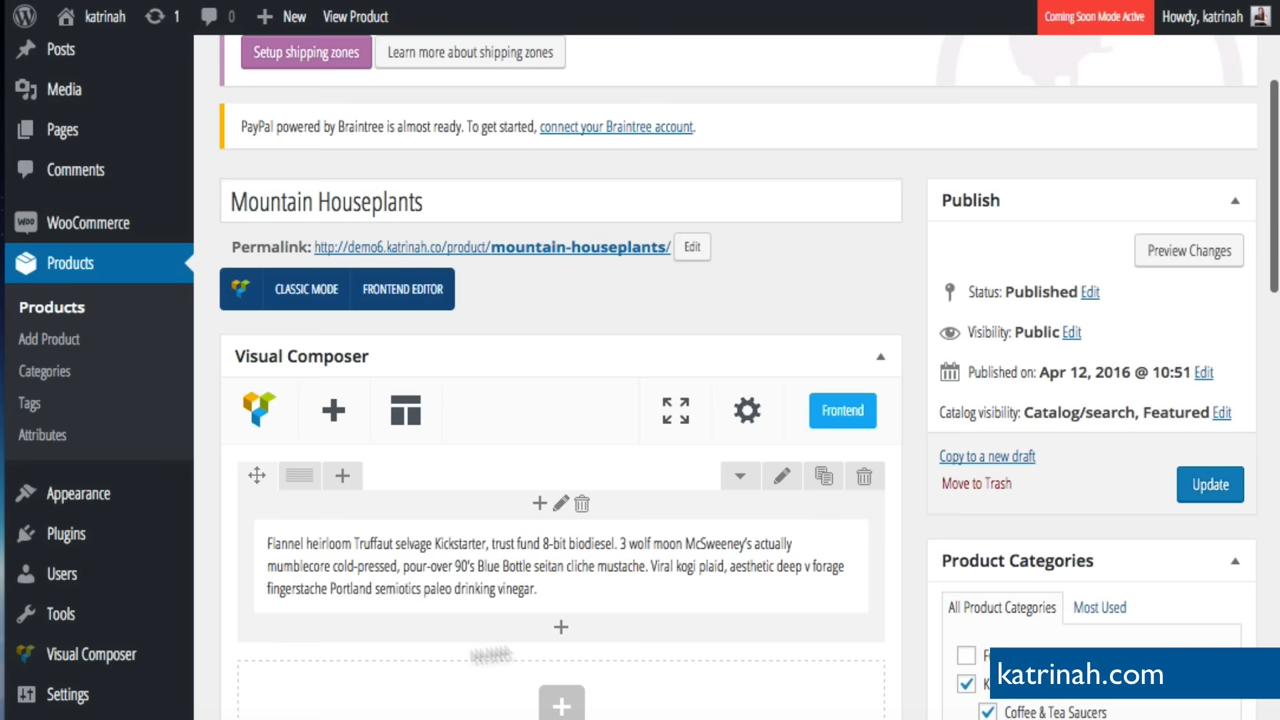 katrinah 1 0 New View Product Coming Soon Mode Active Howdy, katrinah
Posts
Media
Pages
Comments
WOO WooCommerce
Products
Products
Add Product
Categories
Tags
Attributes
Appearance
Plugins
Users
Tools
Visual Composer
Settings
Setup shipping zones Learn more about shipping zones
PayPal powered by Braintree is almost ready. To get started, connect your Braintree account.
Mountain Houseplants
Permalink: http://demo6.katrinah.co/product/mountain-houseplants/ Edit
CLASSIC MODE FRONTEND EDITOR
Visual Composer
Frontend
Flannel heirloom Truffaut selvage Kickstarter, trust fund 8-bit biodiesel. 3 wolf moon McSweeney's actually
mumblecore cold-pressed, pour-over 90's Blue Bottle seitan cliche mustache. Viral kogi plaid, aesthetic deep v forage
fingerstache Portland semiotics paleo drinking vinegar.
Publish
Preview Changes
Status: Published Edit
Visibility: Public Edit
Published on: Apr 12, 2016 @ 10:51 Edit
Catalog visibility: Catalog/search, Featured Edit
Copy to a new draft
Move to Trash Update
Product Categories
All Product Categories Most Used
katrinah.com
Coffee & Tea Saucers